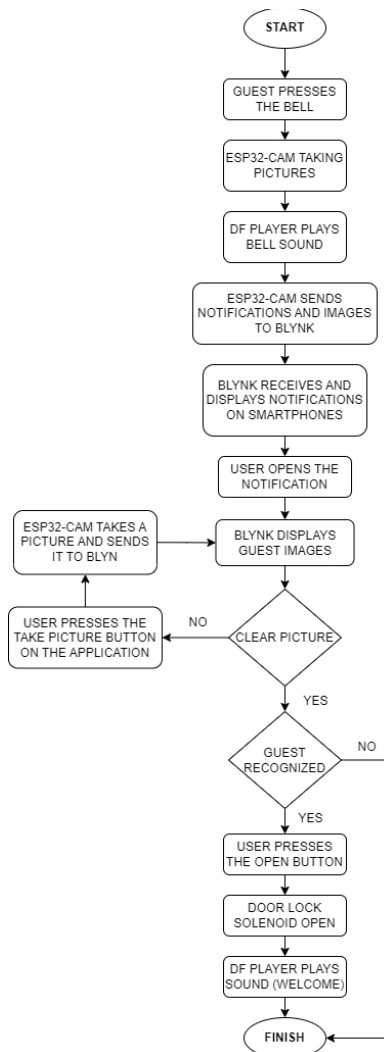 START
GUEST PRESSES
THE BELL
ESP32-CAM TAKING
PICTURES
DF PLAYER PLAYS
BELL SOUND
ESP32-CAM SENDS
NOTIFICATIONS AND IMAGES
TO BLYNK
BLYNK RECEIVES AND
DISPLAYS NOTIFICATIONS
ON SMARTPHONES
USER OPENS THE
NOTIFICATION
ESP32-CAM TAKES A
PICTURE AND SENDS
IT TO BLYN
BLYNK DISPLAYS
GUEST IMAGES
USER PRESSES THE
TAKE PICTURE BUTTON
ON THE APPLICATION
NO
CLEAR PICTURE
YES
GUEST
RECOGNIZED
NO
YES
USER PRESSES
THE OPEN BUTTON
DOOR LOCK
SOLENOID OPEN
DF PLAYER PLAYS
SOUND (WELCOME)
FINISH